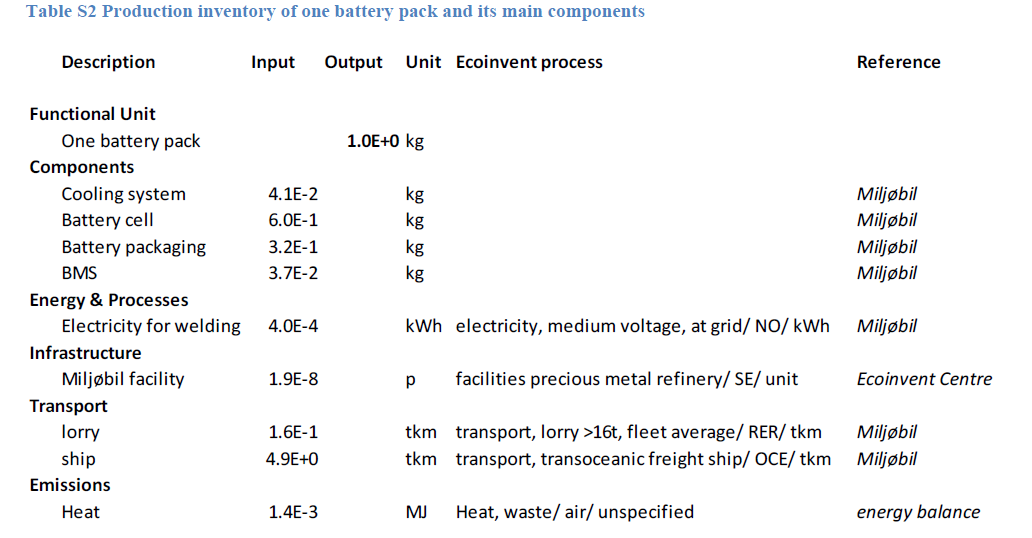 Table S2 Production inventory of one battery pack and its main components
Description Input Output Unit Ecoinvent process Reference
Functional Unit
One battery pack 1.0E+0 kg
Components
Cooling system 4.1E-2 kg Miljøbil
Battery cell 6.0E-1 kg Miljøbil
Battery packaging 3.2E-1 kg Miljøbil
BMS 3.7E-2 kg Miljøbil
Energy & Processes
Electricity for welding 4.0E-4 kWh electricity, medium voltage, at grid/ NO/ kWh Miljøbil
Infrastructure
Miljøbil facility 1.9E-8 p facilities precious metal refinery/ SE/ unit Ecoinvent Centre
Transport
lorry 1.6E-1 tkm transport, lorry >16t, fleet average/ RER/ tkm Miljøbil
ship 4.9E+0 tkm transport, transoceanic freight ship/ OCE/ tkm Miljøbil
Emissions
Heat 1.4E-3 MJ Heat, waste/ air/ unspecified energy balance